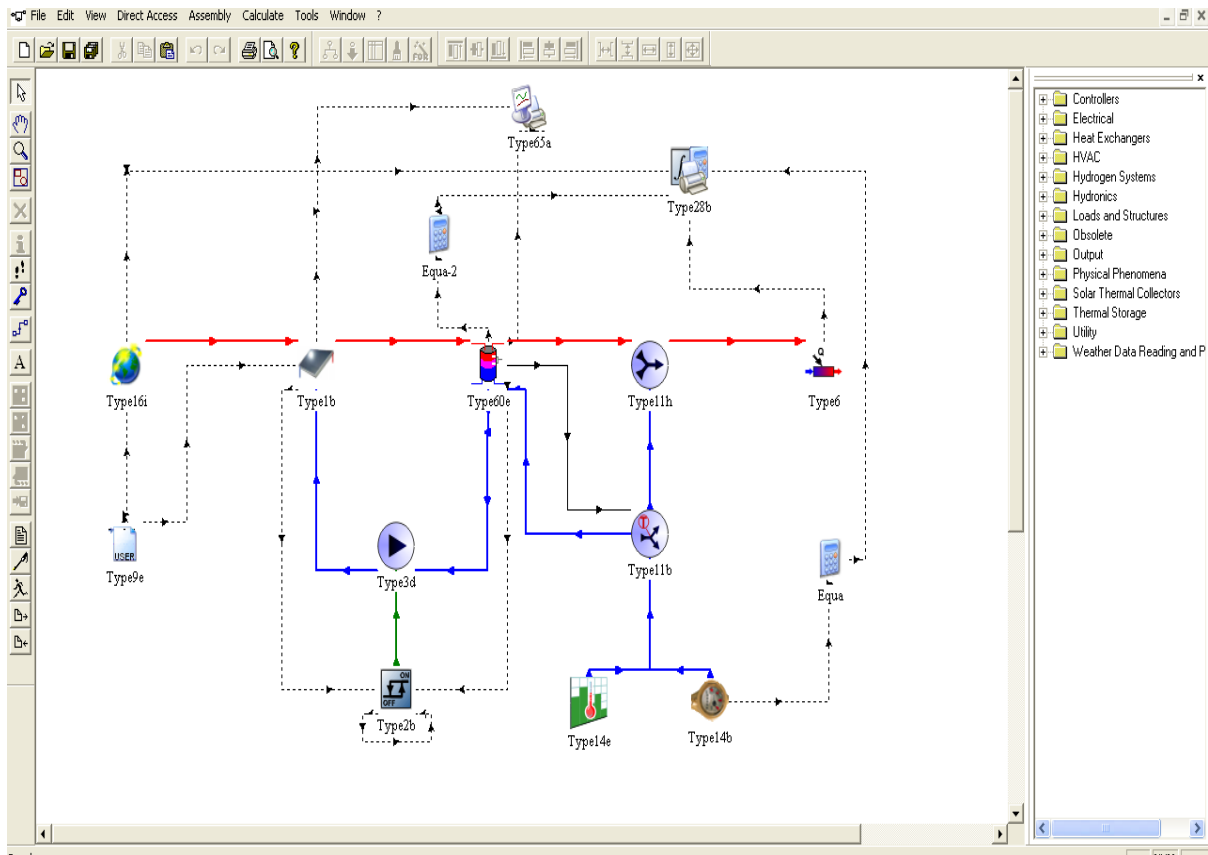 File Edit View Direct Access Assembly Calculate Tools Window ?
FOR
Type65a
Type28b
Equa-2
Type16i
Type1b
Type60e
Type11h
Q
Type6
A
USER
Type9e
Type3d
T
Type11b
Equa
ON
OFF
Type2b
Type14e
Type14b
Controllers
Electrical
Heat Exchangers
HVAC
Hydrogen Systems
Hydronics
Loads and Structures
Obsolete
Output
Physical Phenomena
Solar Thermal Collectors
Thermal Storage
Utility
Weather Data Reading and P